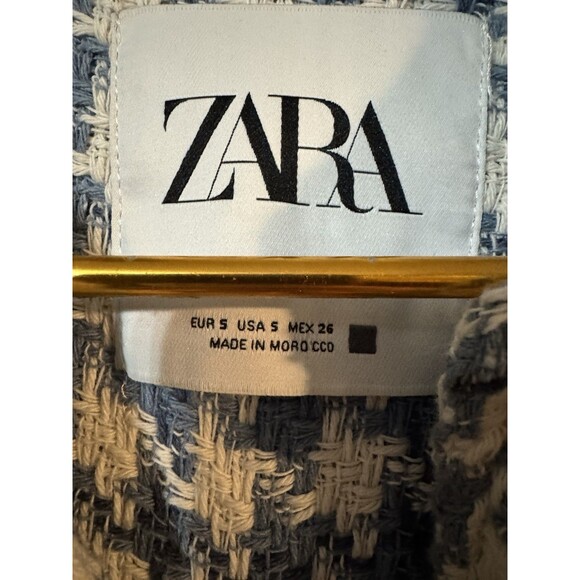 ZARA
EUR S USA S MEX 26
MADE IN MOROCCO